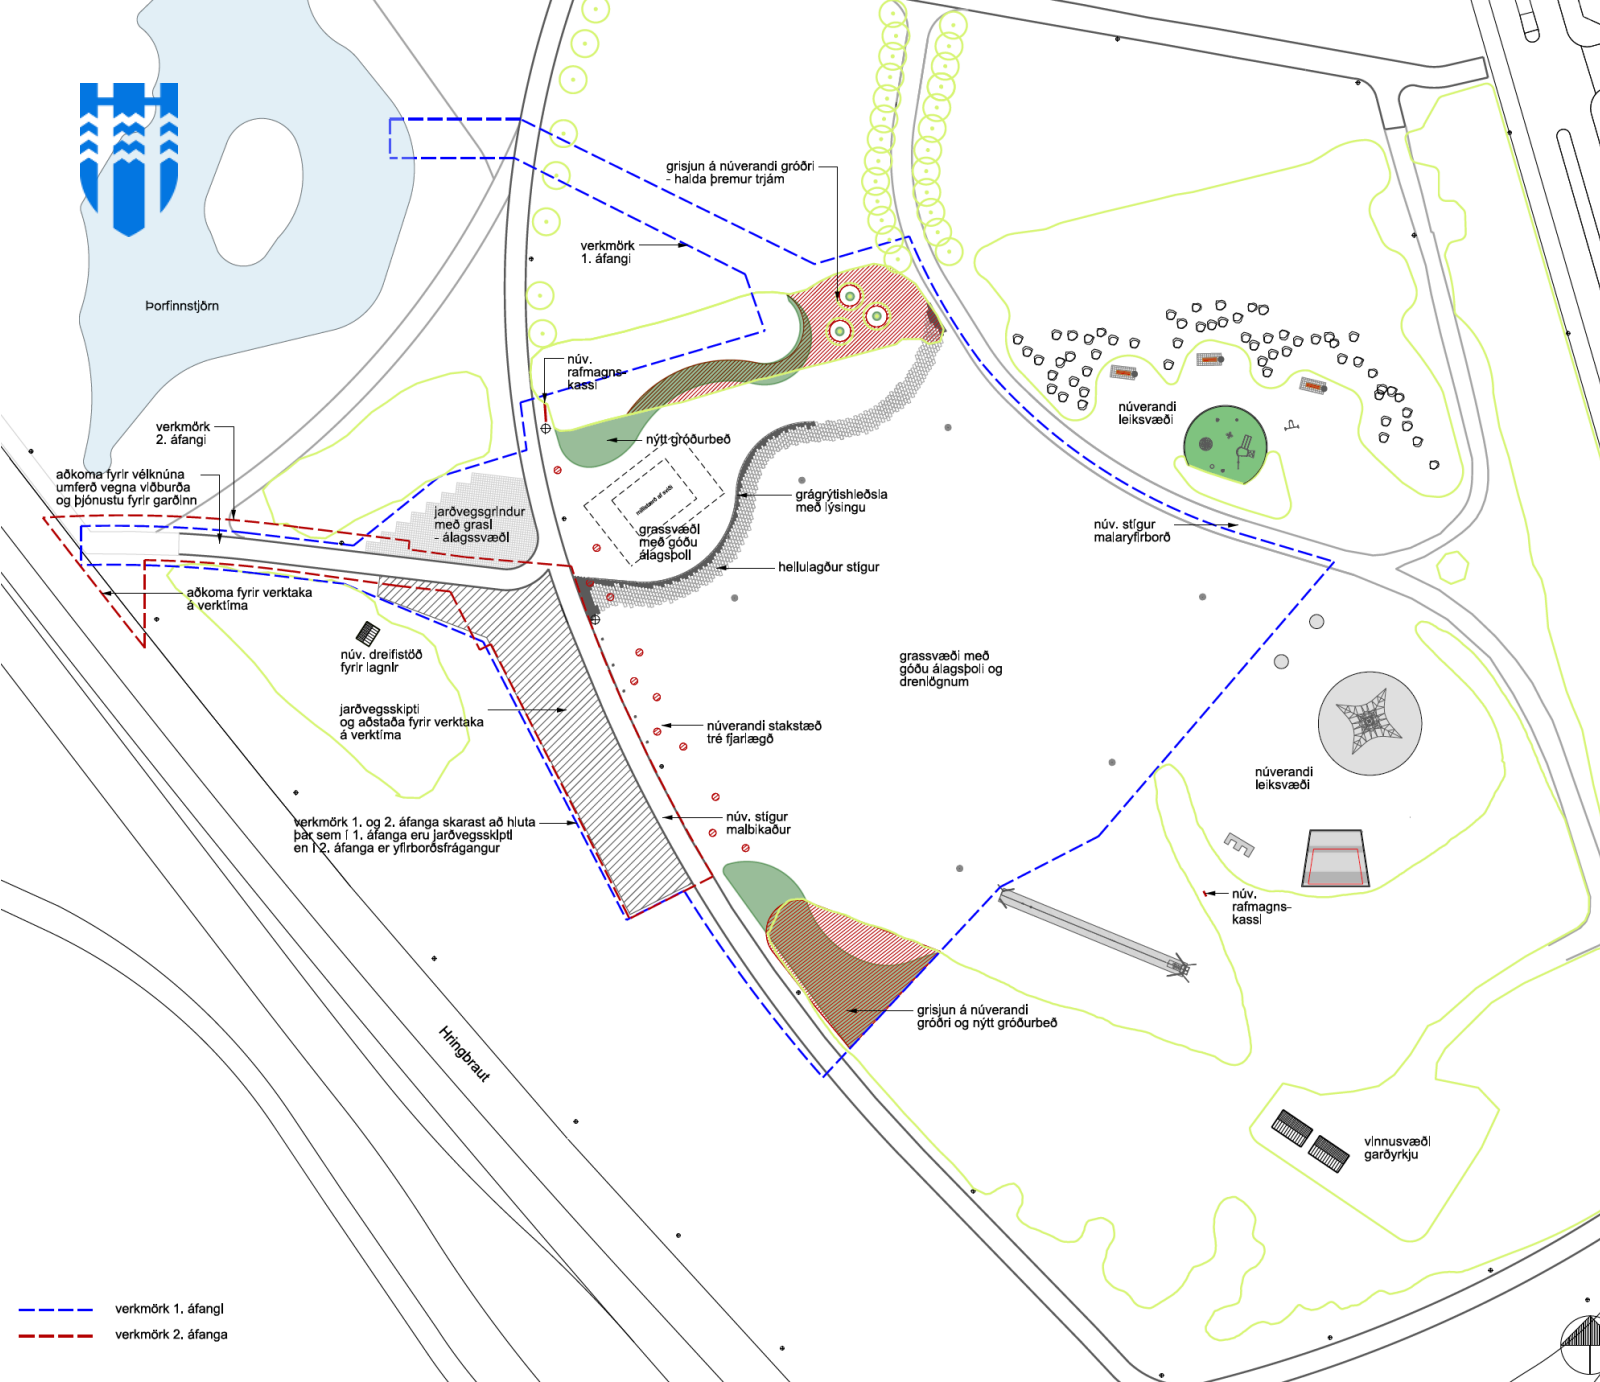 grisjun á núverandi gróðri
- halda þremur trjám
verkmörk
1. áfangi
Þorfinnstjörn
núv.
rafmagns-
kassi
núverandi
leiksvæði
verkmörk
2. áfangi
nýtt gróðurbeð
aðkoma fyrir vélknúna
umferð vegna viðburða
og þjónustu fyrir garðinn
grágrýtishleðsla
með lýsingu
jarðvegsgrindur
með grasi
- álagssvæði
grassvæði
með góðu
álagsþoli
núv. stígur
malaryfirborð
hellulagður stígur
aðkoma fyrir verktaka
á verktíma
núv. dreifistöð
fyrir lagnir
grassvæði með
góðu álagsþoli og
drenlögnum
jarðvegsskipti
og aðstaða fyrir verktaka
á verktíma
núverandi stakstæð
tré fjarlægð
núverandi
leiksvæði
verkmörk 1. og 2. áfanga skarast að hluta
þar sem í 1. áfanga eru jarðvegsskipti
en í 2. áfanga er yfirborðsfrágangur
núv. stígur
malbikaður
núv.
rafmagns-
kassi
grisjun á núverandi
gróðri og nýtt gróðurbeð
Hringbraut
vinnusvæði
garðyrkju
verkmörk 1. áfangi
verkmörk 2. áfanga